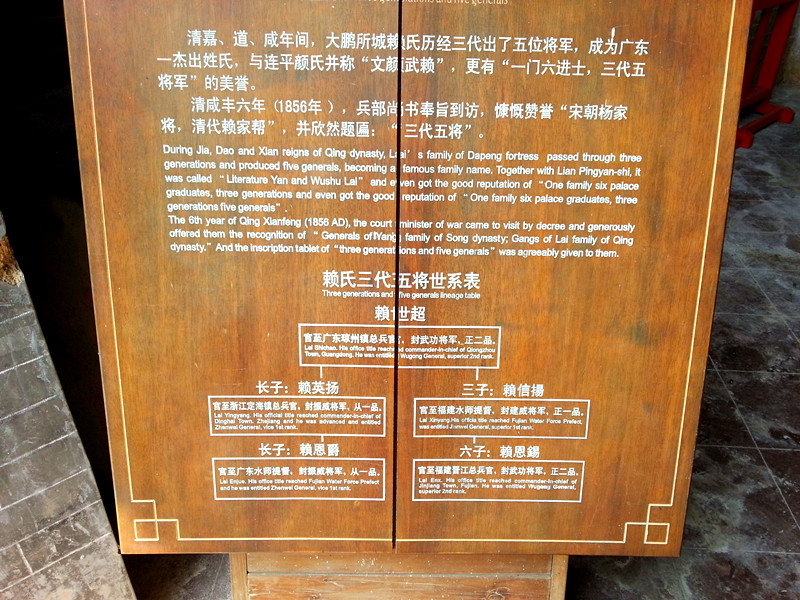 generations and five generals
清嘉、道、咸年间，大鹏所城赖氏历经三代出了五位将军，成为广东
一杰出姓氏，与连平颜氏并称“文颜武赖”，更有“一门六进士，三代五
将军”的美誉。
清咸丰六年（1856年），兵部尚书奉旨到访，慷慨赞誉“宋朝杨家
将，清代赖家帮”，并欣然题匾：“三代五将”。
During Jia, Dao and Xian reigns of Qing dynasty, Lai’s family of Dapeng fortress passed through three
generations and produced five generals, becoming a famous family name. Together with Lian Pingyan-shi, it
was called “Literature Yan and Wushu Lai” and even got the good reputation of “One family six palace
graduates, three generations and even got the good reputation of “One family six palace graduates, three
generations five generals”.
The 6th year of Qing Xianfeng (1856 AD), the court minister of war came to visit by decree and generously
offered them the recognition of “Generals of Yang family of Song dynasty; Gangs of Lai family of Qing
dynasty.” And the inscription tablet of “three generations and five generals” was agreeably given to them.
赖氏三代五将世系表
Three generations and five generals lineage table
賴世超
官至广东琼州镇总兵官，封武功将军，正二品。
Lai Shichao. His office title reached commander-in-chief of Qiongzhou
Town, Guangdong. He was entitled Wugong General, superior 2nd rank.
长子：賴英扬
三子：賴信揚
官至浙江定海镇总兵官，封振威将军，从一品。
Lai Yingyang. His official title reached commander-in-chief of
Dinghai Town, Zhejiang and he was advanced and entitled
Zhenwei General, vice 1st rank.
官至福建水师提督，封建威将军，正一品。
Lai Xinyang.His official title reached Fujian Water Force Prefect.
was entitled Jianwei General, superior 1st rank.
长子：賴恩爵
六子：賴恩錫
官至广东水师提督，封振威将军，从一品。
Lai Enjue. His office title reached Fujian Water Force Prefect
and he was entitled Zhenwei General, vice 1st rank.
官至福建晋江总兵官，封武功将军，正二品。
Lai Enx. His office title reached commander-in-chief of
Jinjiang Town, Fujien. He was entitled Wugong General,
superior 2nd rank.